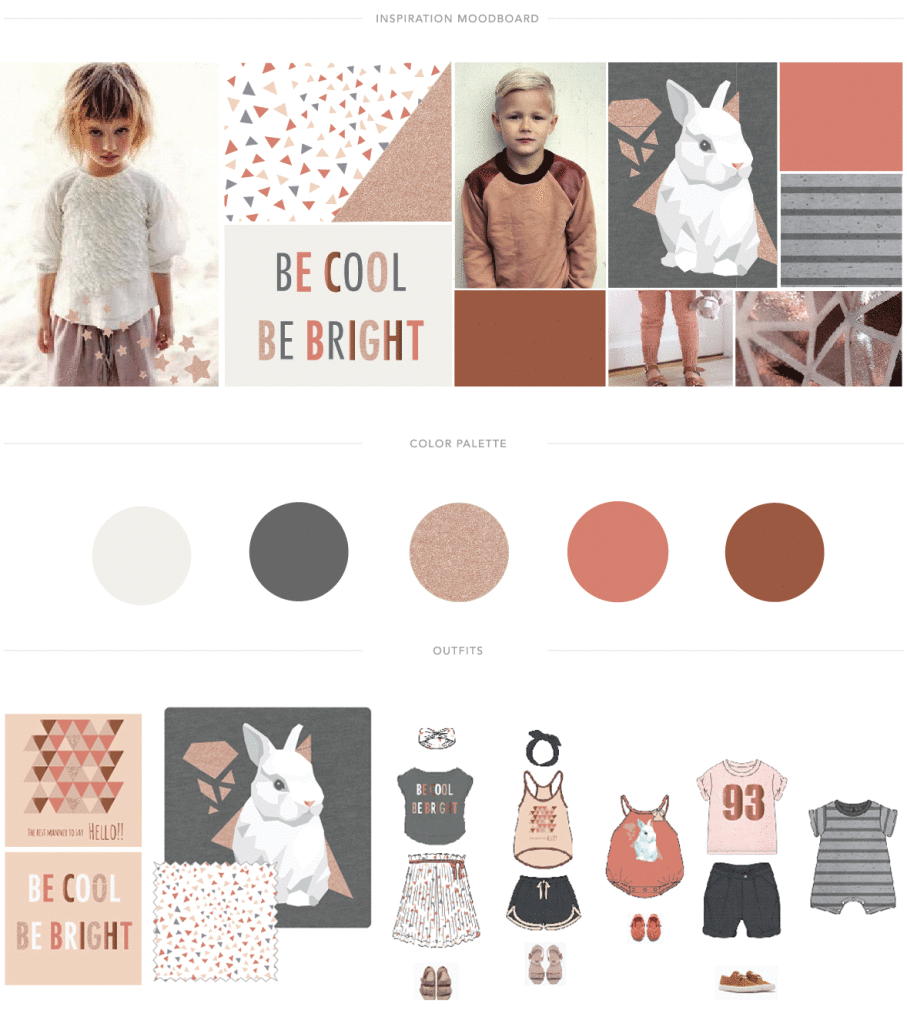 INSPIRATION MOODBOARD
BE COOL
BE BRIGHT
COLOR PALETTE
OUTFITS
THE BEST MANNER TO SAY HELLO!!
BE COOL
BE BRIGHT
BE COOL
BE BRIGHT
HELLO!!
93